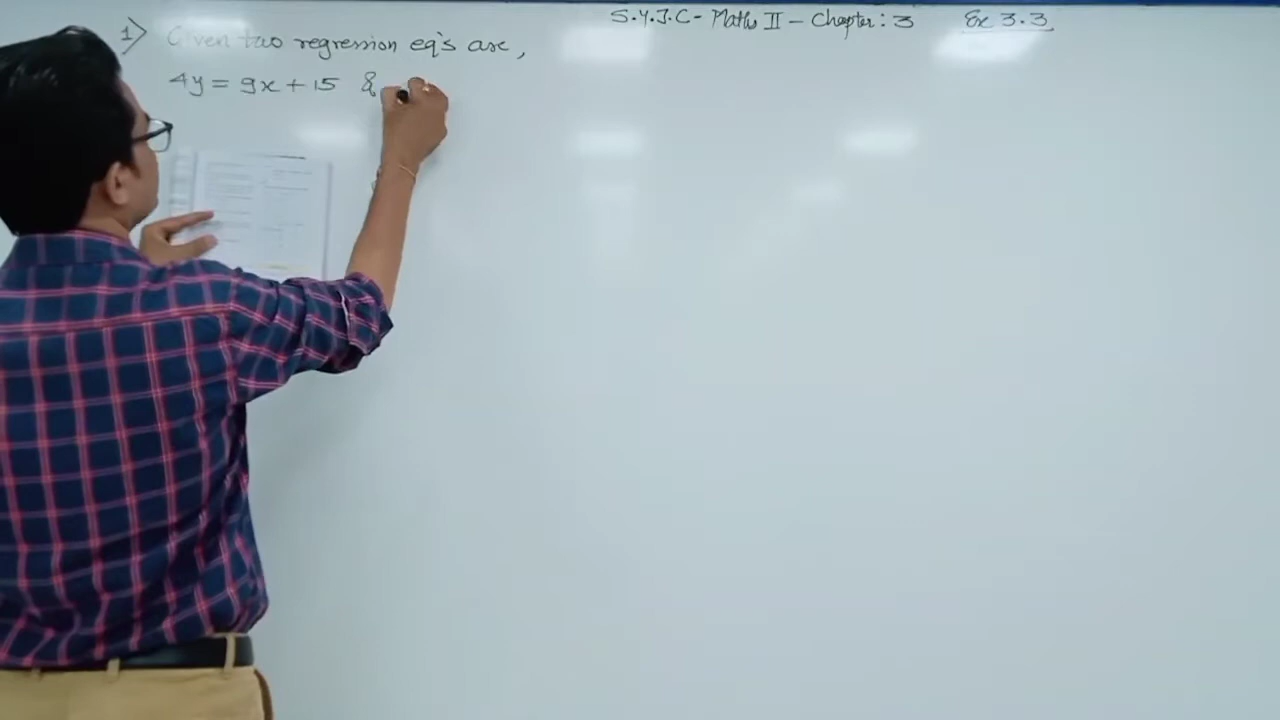 S.Y.J.C - Maths II - Chapter : 3 Ex 3.3
1) Given two regression eq's are,
4y = 9x + 15 &